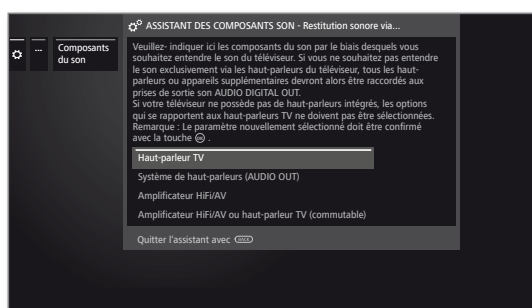 ASSISTANT DES COMPOSANTS SON - Restitution sonore via...
...
Composants
du son
Veuillez- indiquer ici les composants du son par le biais desquels vous
souhaitez entendre le son du téléviseur. Si vous ne souhaitez pas entendre
le son exclusivement via les haut-parleurs du téléviseur, tous les haut-
parleurs ou appareils supplémentaires devront alors être raccordés aux
prises de sortie son AUDIO DIGITAL OUT.
Si votre téléviseur ne possède pas de haut-parleurs intégrés, les options
qui se rapportent aux haut-parleurs TV ne doivent pas être sélectionnées.
Remarque : Le paramètre nouvellement sélectionné doit être confirmé
avec la touche OK .
Haut-parleur TV
Système de haut-parleurs (AUDIO OUT)
Amplificateur HiFi/AV
Amplificateur HiFi/AV ou haut-parleur TV (commutable)
Quitter l'assistant avec BACK